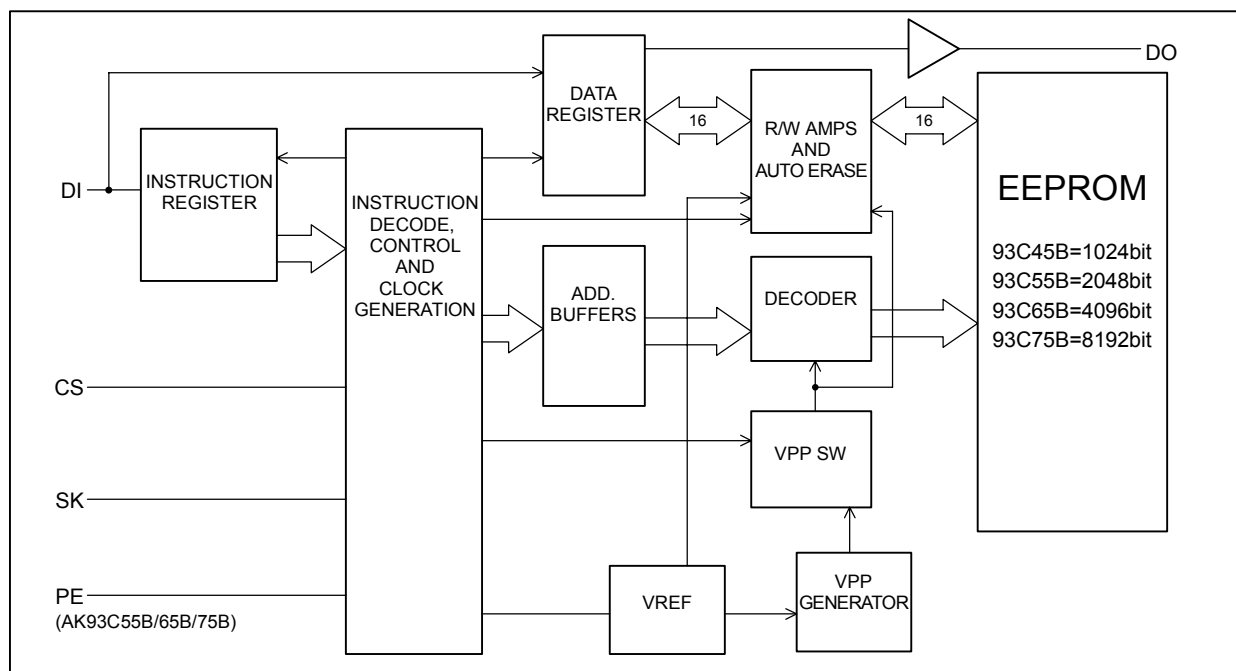 DO
DATA
REGISTER
16
R/W AMPS
AND
AUTO ERASE
16
EEPROM
93C45B=1024bit
93C55B=2048bit
93C65B=4096bit
93C75B=8192bit
DI
INSTRUCTION
REGISTER
INSTRUCTION
DECODE,
CONTROL
AND
CLOCK
GENERATION
ADD.
BUFFERS
DECODER
CS
VPP SW
SK
PE
(AK93C55B/65B/75B)
VREF
VPP
GENERATOR